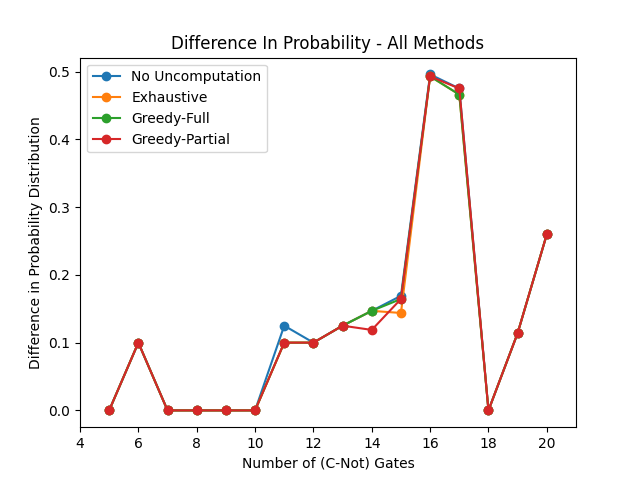 Difference In Probability - All Methods
No Uncomputation
Exhaustive
Greedy-Full
Greedy-Partial
Difference in Probability Distribution
0.5
0.4
0.3
0.2
0.1
0.0
4 6 8 10 12 14 16 18 20
Number of (C-Not) Gates